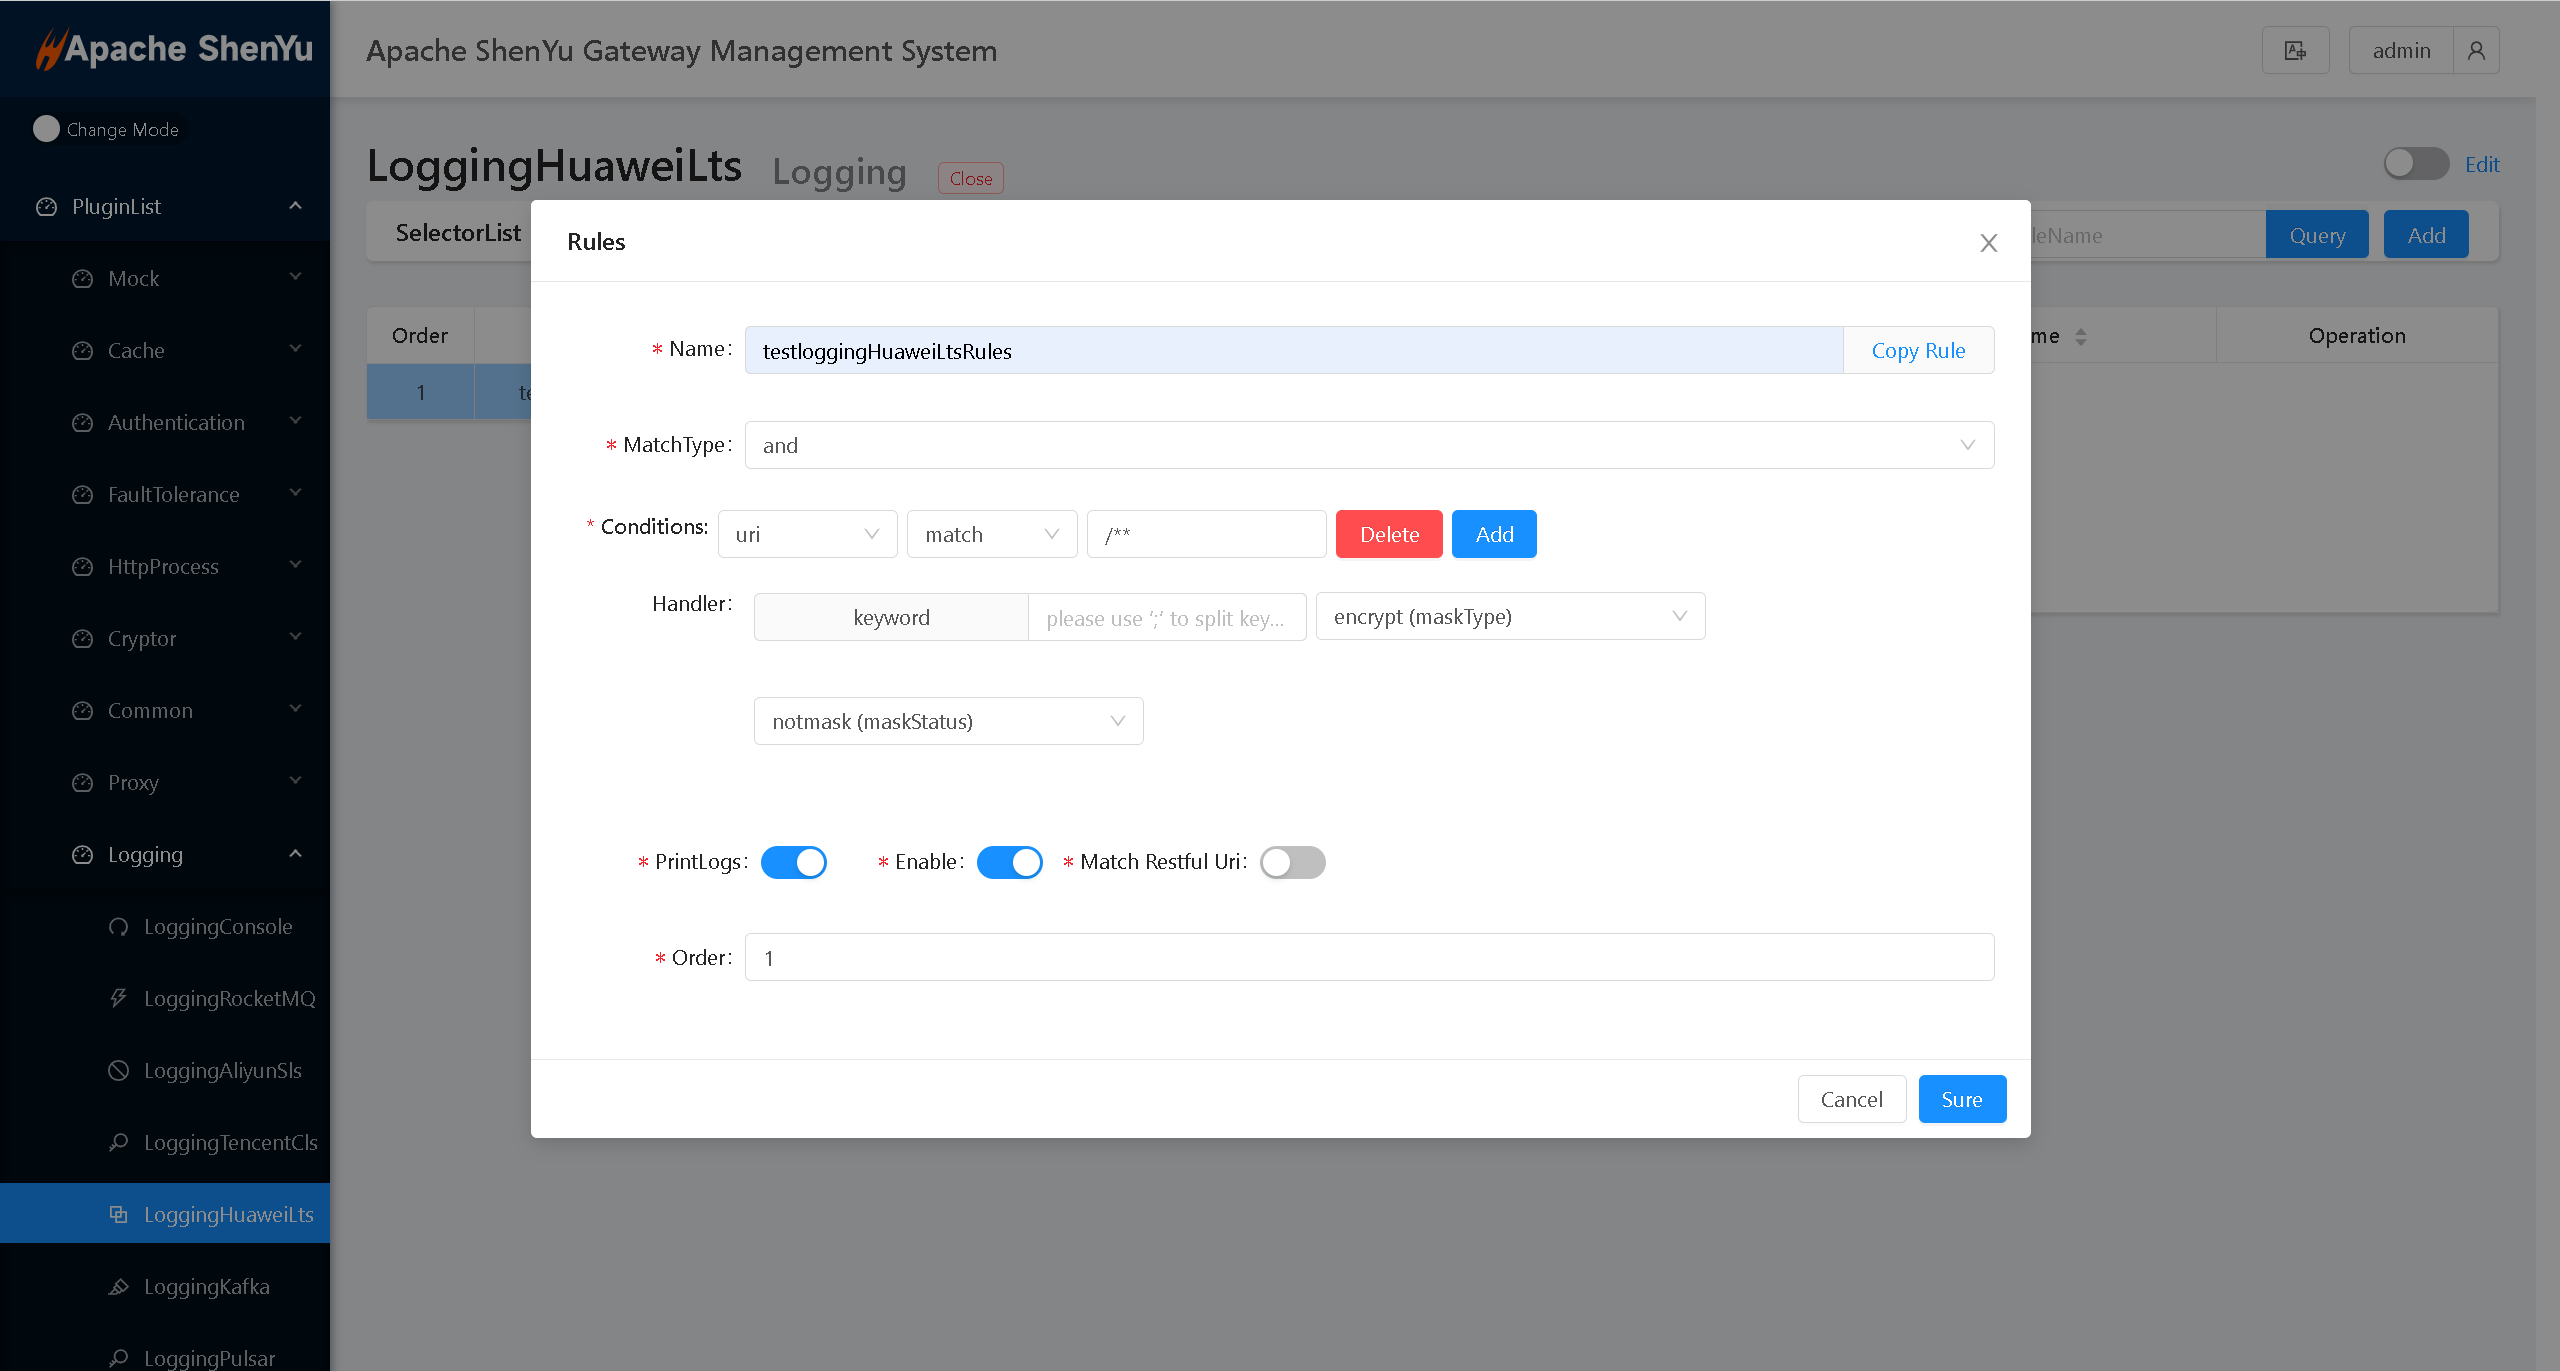 Apache ShenYu
Apache ShenYu Gateway Management System
admin
Change Mode
PluginList
Mock
Cache
Authentication
FaultTolerance
HttpProcess
Cryptor
Common
Proxy
Logging
LoggingConsole
LoggingRocketMQ
LoggingAliyunSls
LoggingTencentCls
LoggingHuaweiLts
LoggingKafka
LoggingPulsar
LoggingHuaweiLts Logging Close
Edit
SelectorList
Query Add
Order
Operation
1
Rules
* Name: testloggingHuaweiLtsRules Copy Rule
* MatchType: and
* Conditions: uri match /** Delete Add
Handler: keyword please use ';' to split key... encrypt (maskType)
notmask (maskStatus)
* PrintLogs: * Enable: * Match Restful Uri:
* Order: 1
Cancel Sure